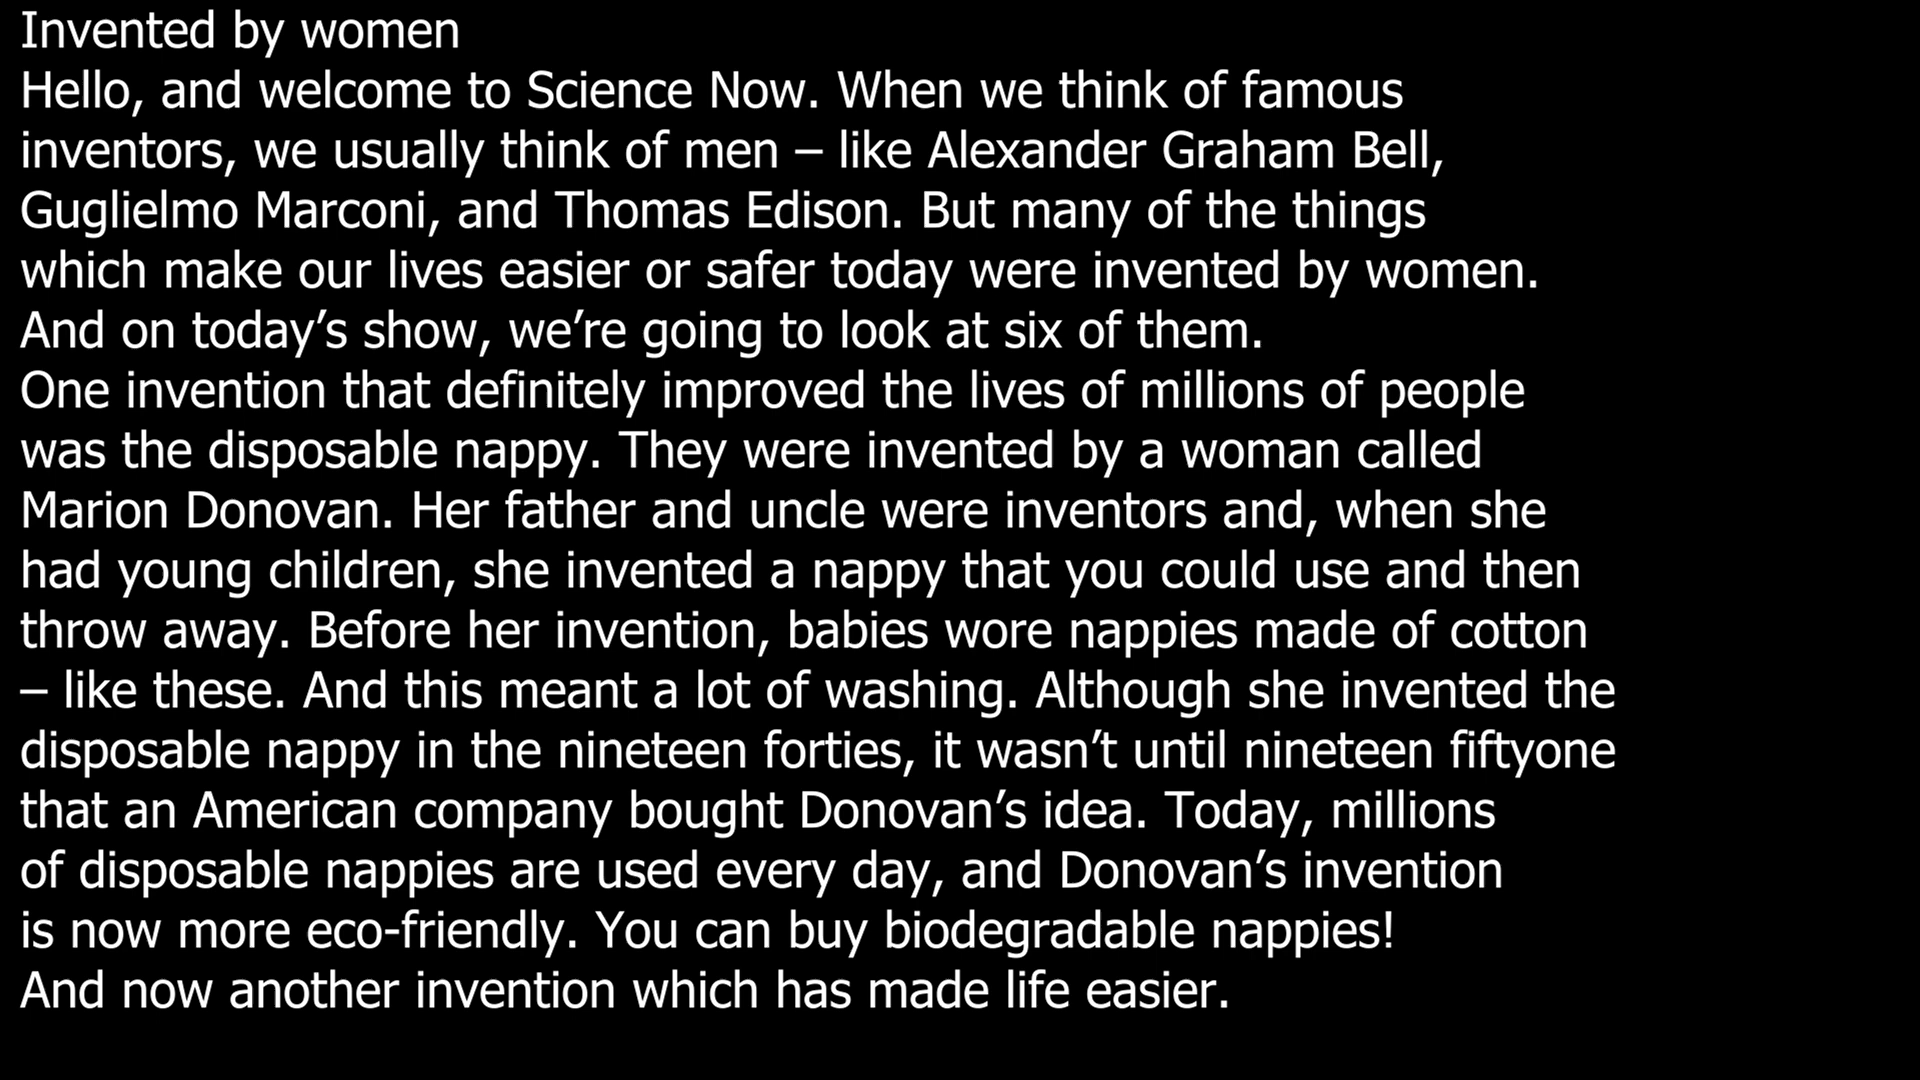 Invented by women
Hello, and welcome to Science Now. When we think of famous
inventors, we usually think of men – like Alexander Graham Bell,
Guglielmo Marconi, and Thomas Edison. But many of the things
which make our lives easier or safer today were invented by women.
And on today’s show, we’re going to look at six of them.
One invention that definitely improved the lives of millions of people
was the disposable nappy. They were invented by a woman called
Marion Donovan. Her father and uncle were inventors and, when she
had young children, she invented a nappy that you could use and then
throw away. Before her invention, babies wore nappies made of cotton
– like these. And this meant a lot of washing. Although she invented the
disposable nappy in the nineteen forties, it wasn’t until nineteen fiftyone
that an American company bought Donovan’s idea. Today, millions
of disposable nappies are used every day, and Donovan’s invention
is now more eco-friendly. You can buy biodegradable nappies!
And now another invention which has made life easier.